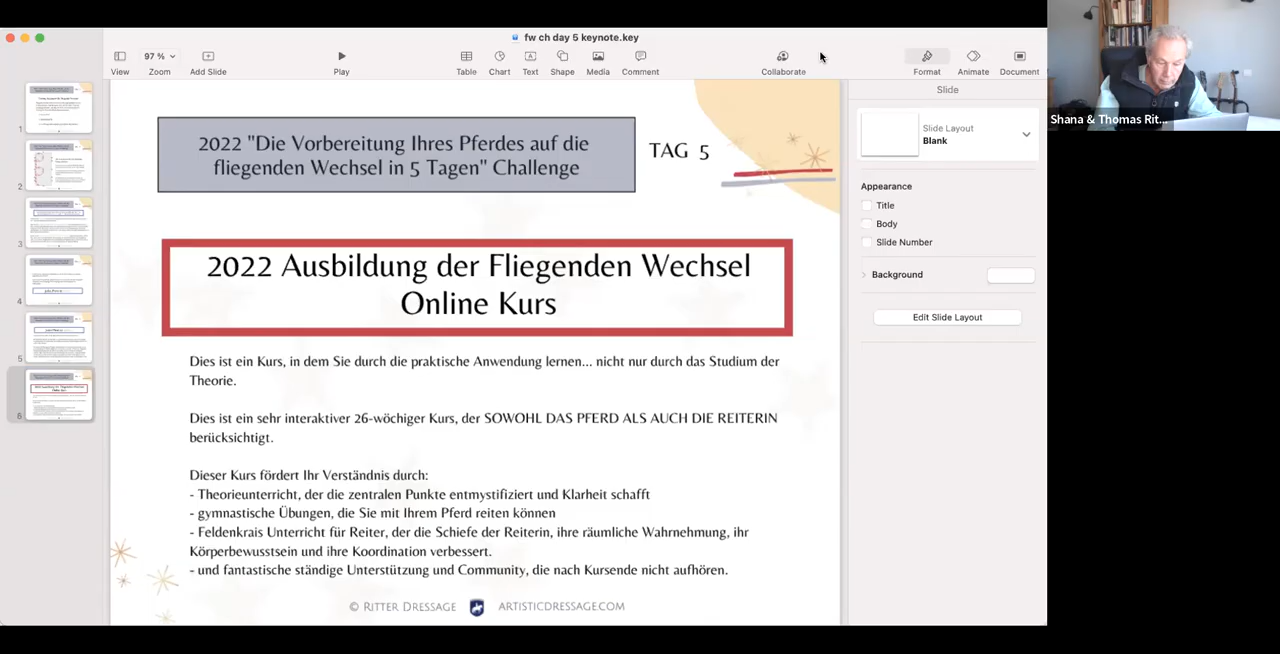 fw ch day 5 keynote.key
View
97 %
Zoom
Add Slide
Play
Table
Chart
Text
Shape
Media
Comment
Collaborate
Format
Animate
Document
Shana & Thomas Rit...
Slide
Slide Layout
Blank
Appearance
Title
Body
Slide Number
Background
Edit Slide Layout
1
2
3
4
5
6
2022 "Die Vorbereitung Ihres Pferdes auf die
fliegenden Wechsel in 5 Tagen" Challenge
TAG 5
2022 Ausbildung der Fliegenden Wechsel
Online Kurs
Dies ist ein Kurs, in dem Sie durch die praktische Anwendung lernen... nicht nur durch das Studium der
Theorie.
Dies ist ein sehr interaktiver 26-wöchiger Kurs, der SOWOHL DAS PFERD ALS AUCH DIE REITERIN
berücksichtigt.
Dieser Kurs fördert Ihr Verständnis durch:
- Theorieunterricht, der die zentralen Punkte entmystifiziert und Klarheit schafft
- gymnastische Übungen, die Sie mit Ihrem Pferd reiten können
- Feldenkrais Unterricht für Reiter, der die Schiefe der Reiterin, ihre räumliche Wahrnehmung, ihr
Körperbewusstsein und ihre Koordination verbessert.
- und fantastische ständige Unterstützung und Community, die nach Kursende nicht aufhören.
© RITTER DRESSAGE ARTISTICDRESSAGE.COM